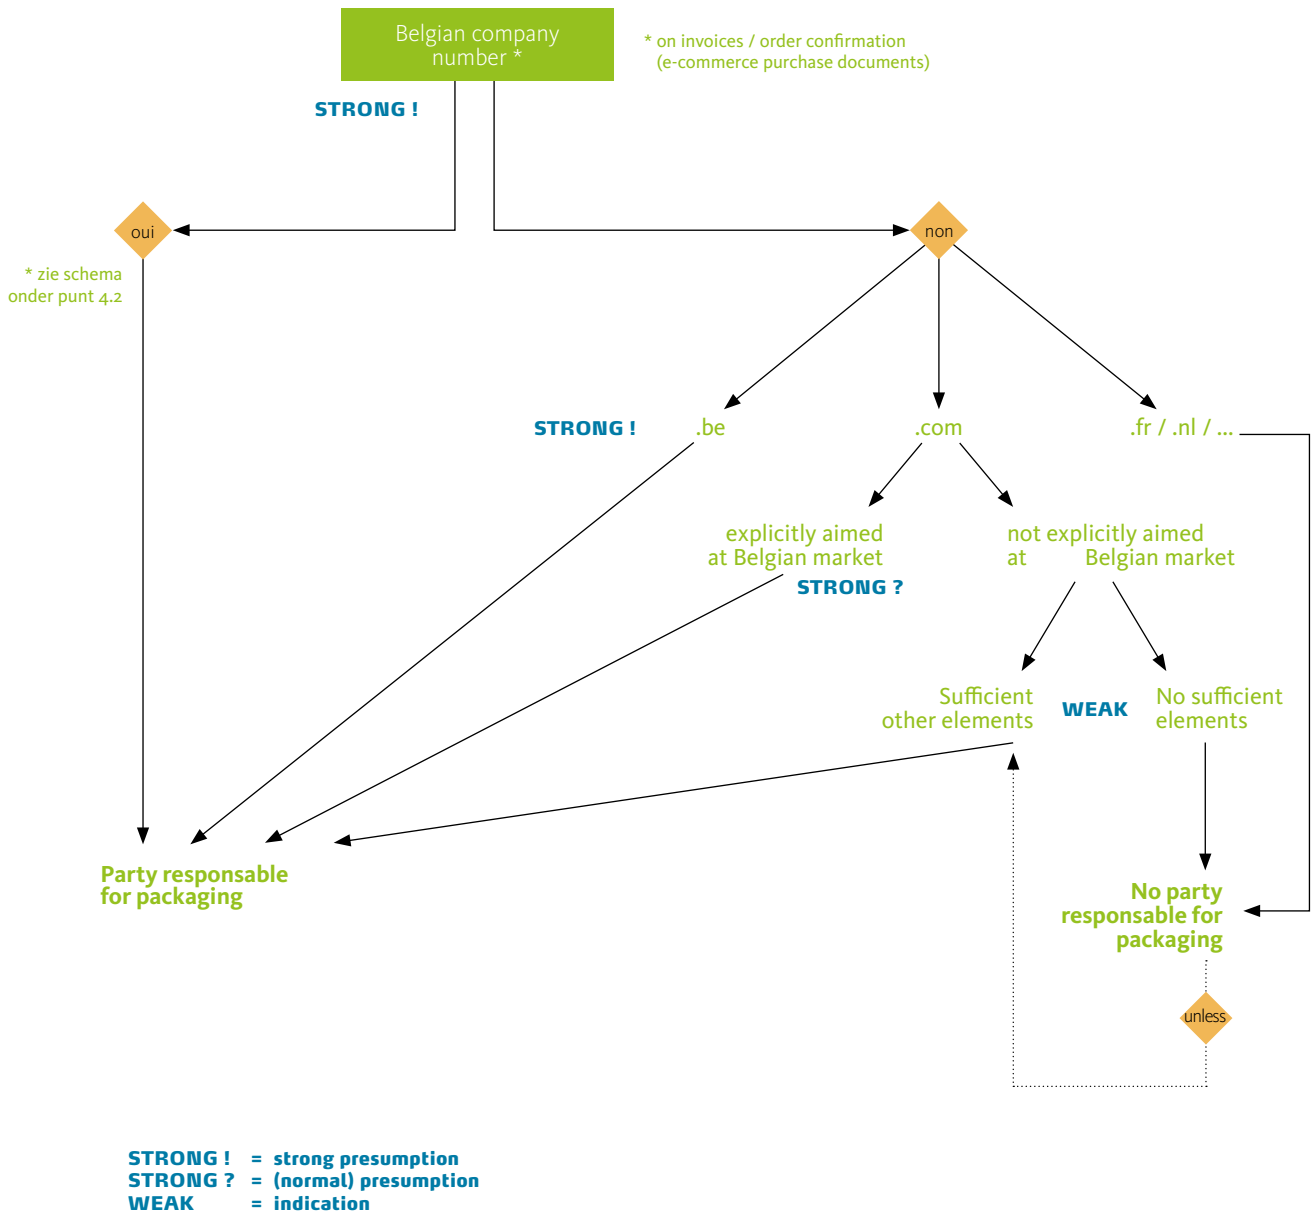 Belgian company
number *
* on invoices / order confirmation
(e-commerce purchase documents)
STRONG !
oui
non
* zie schema
onder punt 4.2
STRONG !
.be
.com
.fr / .nl / ...
explicitly aimed
at Belgian market
not explicitly aimed
at Belgian market
STRONG ?
Sufficient
other elements
WEAK
No sufficient
elements
Party responsable
for packaging
No party
responsable for
packaging
unless
STRONG ! = strong presumption
STRONG ? = (normal) presumption
WEAK = indication